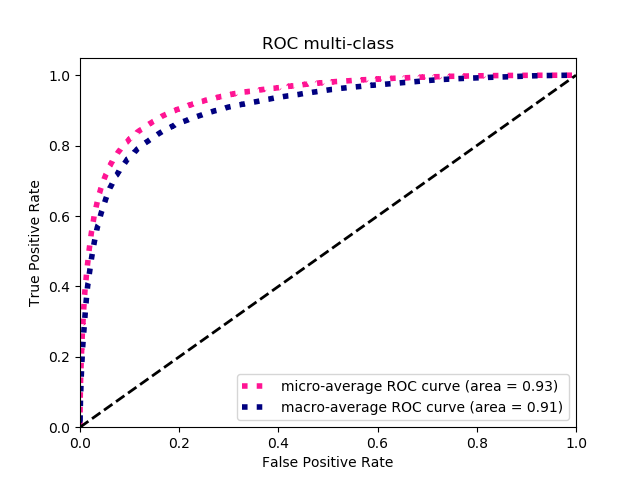 ROC multi-class
1.0
0.8
0.6
0.4
0.2
0.0
True Positive Rate
micro-average ROC curve (area = 0.93)
macro-average ROC curve (area = 0.91)
0.0 0.2 0.4 0.6 0.8 1.0
False Positive Rate